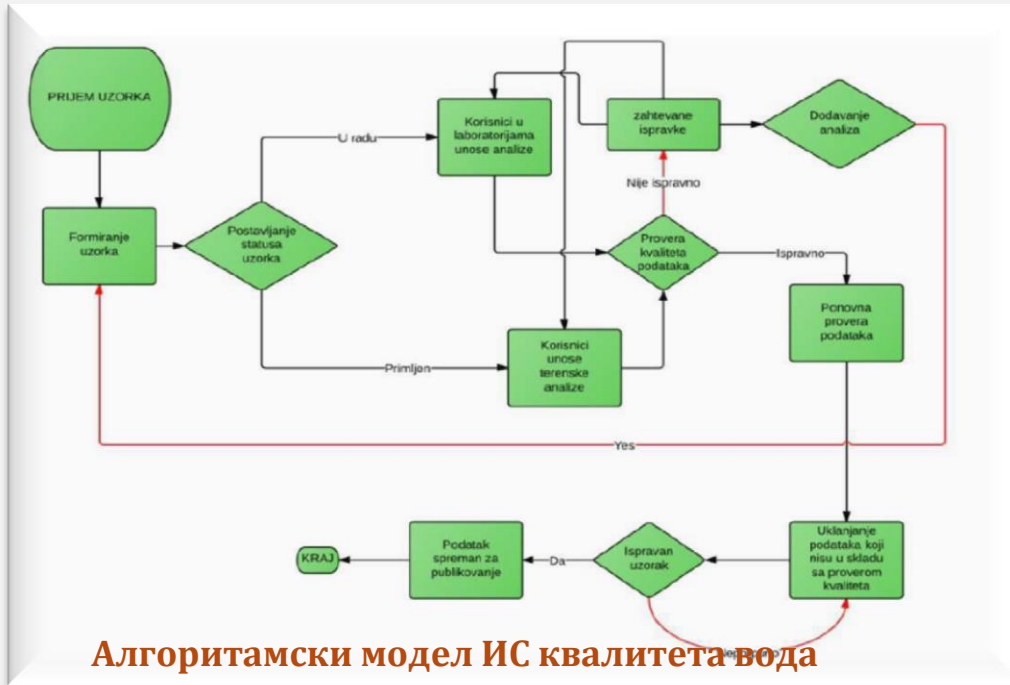 PRIJEM UZORKA
Formiranje
uzorka
Postavljanje
statusa
uzorka
U radu
Primljen
Korisnici u
laboratorijama
unose analize
Korisnici
unose
terenske
analize
zahtevane
ispravke
Dodavanje
analiza
Nije ispravno
Provera
kvaliteta
podataka
Ispravno
Ponovna
provera
podataka
Yes
Uklanjanje
podataka koji
nisu u skladu
sa proverom
kvaliteta
Ispravan
uzorak
Da
Podatak
spreman za
publikovanje
KRAJ
Алгоритамски модел ИС квалитета вода